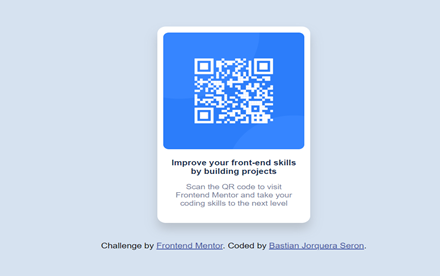 Improve your front-end skills
by building projects
Scan the QR code to visit
Frontend Mentor and take your
coding skills to the next level
Challenge by Frontend Mentor. Coded by Bastian Jorquera Seron.